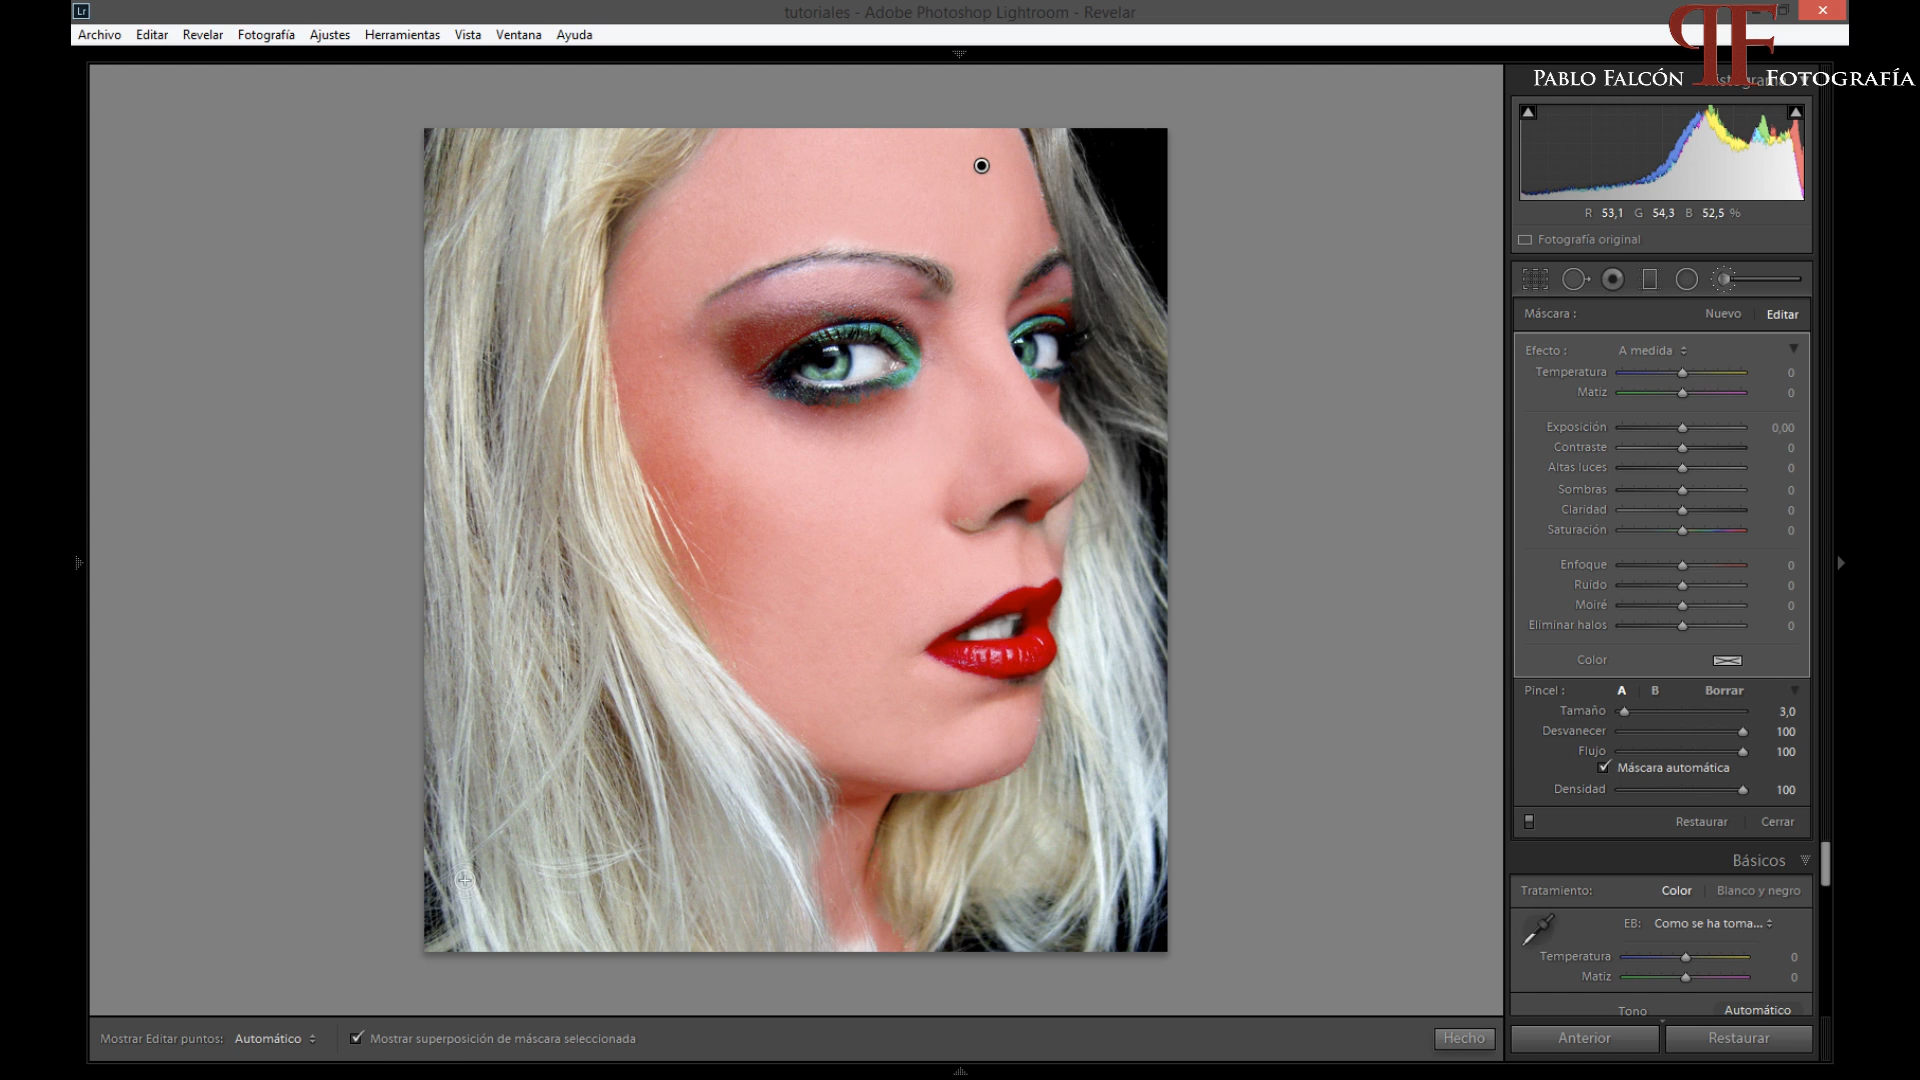 Lr
tutoriales - Adobe Photoshop Lightroom - Revelar
Archivo Editar Revelar Fotografía Ajustes Herramientas Vista Ventana Ayuda
PF
Pablo Falcón Fotografía
Histograma
R 53,1 G 54,3 B 52,5 %
Fotografía original
Máscara : Nuevo Editar
Efecto : A medida
Temperatura 0
Matiz 0
Exposición 0,00
Contraste 0
Altas luces 0
Sombras 0
Claridad 0
Saturación 0
Enfoque 0
Ruido 0
Moiré 0
Eliminar halos 0
Color
Pincel : A B Borrar
Tamaño 3,0
Desvanecer 100
Flujo 100
Máscara automática
Densidad 100
Restaurar Cerrar
Básicos
Tratamiento: Color Blanco y negro
EB: Como se ha toma...
Temperatura 0
Matiz 0
Tono Automático
Mostrar Editar puntos: Automático Mostrar superposición de máscara seleccionada Hecho Anterior Restaurar